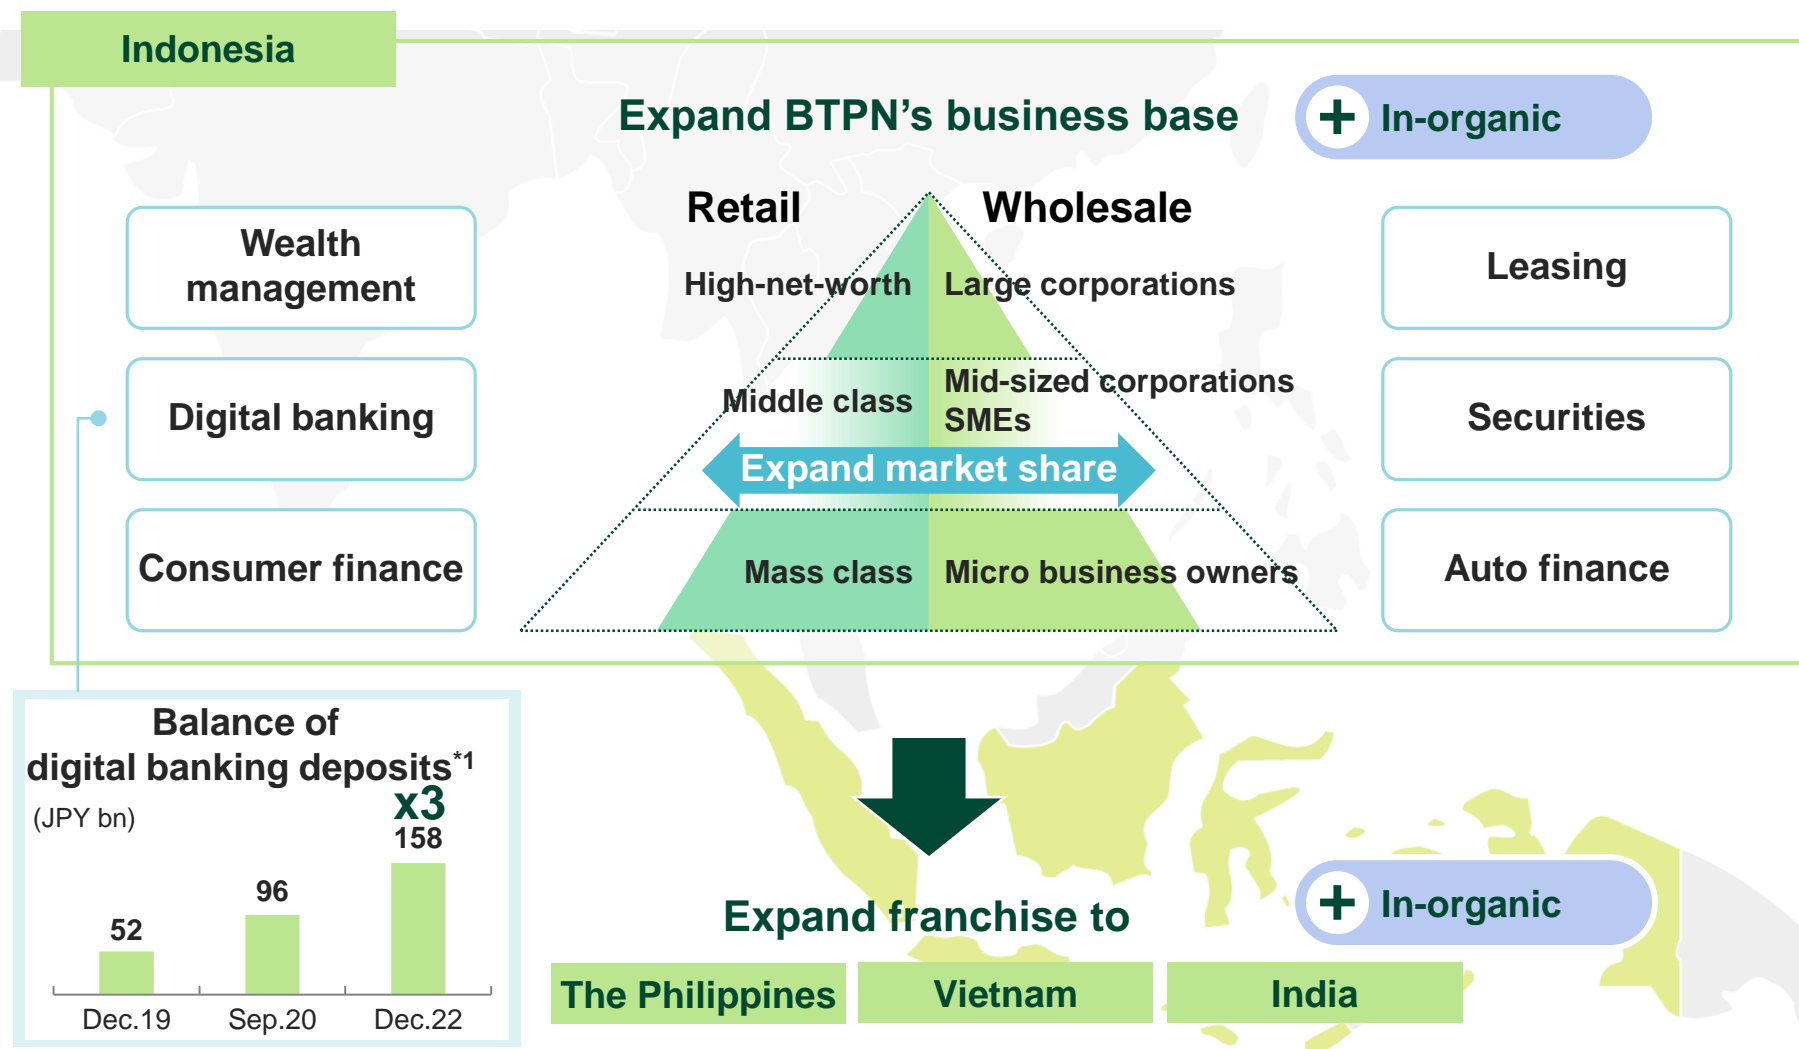 Indonesia
Expand BTPN’s business base
+ In-organic
Retail
Wholesale
Wealth
management
Digital banking
Consumer finance
High-net-worth
Large corporations
Middle class
Mid-sized corporations
SMEs
Expand market share
Mass class
Micro business owners
Leasing
Securities
Auto finance
Balance of
digital banking deposits*1
(JPY bn)
x3
158
96
52
Dec.19
Sep.20
Dec.22
Expand franchise to
+ In-organic
The Philippines
Vietnam
India